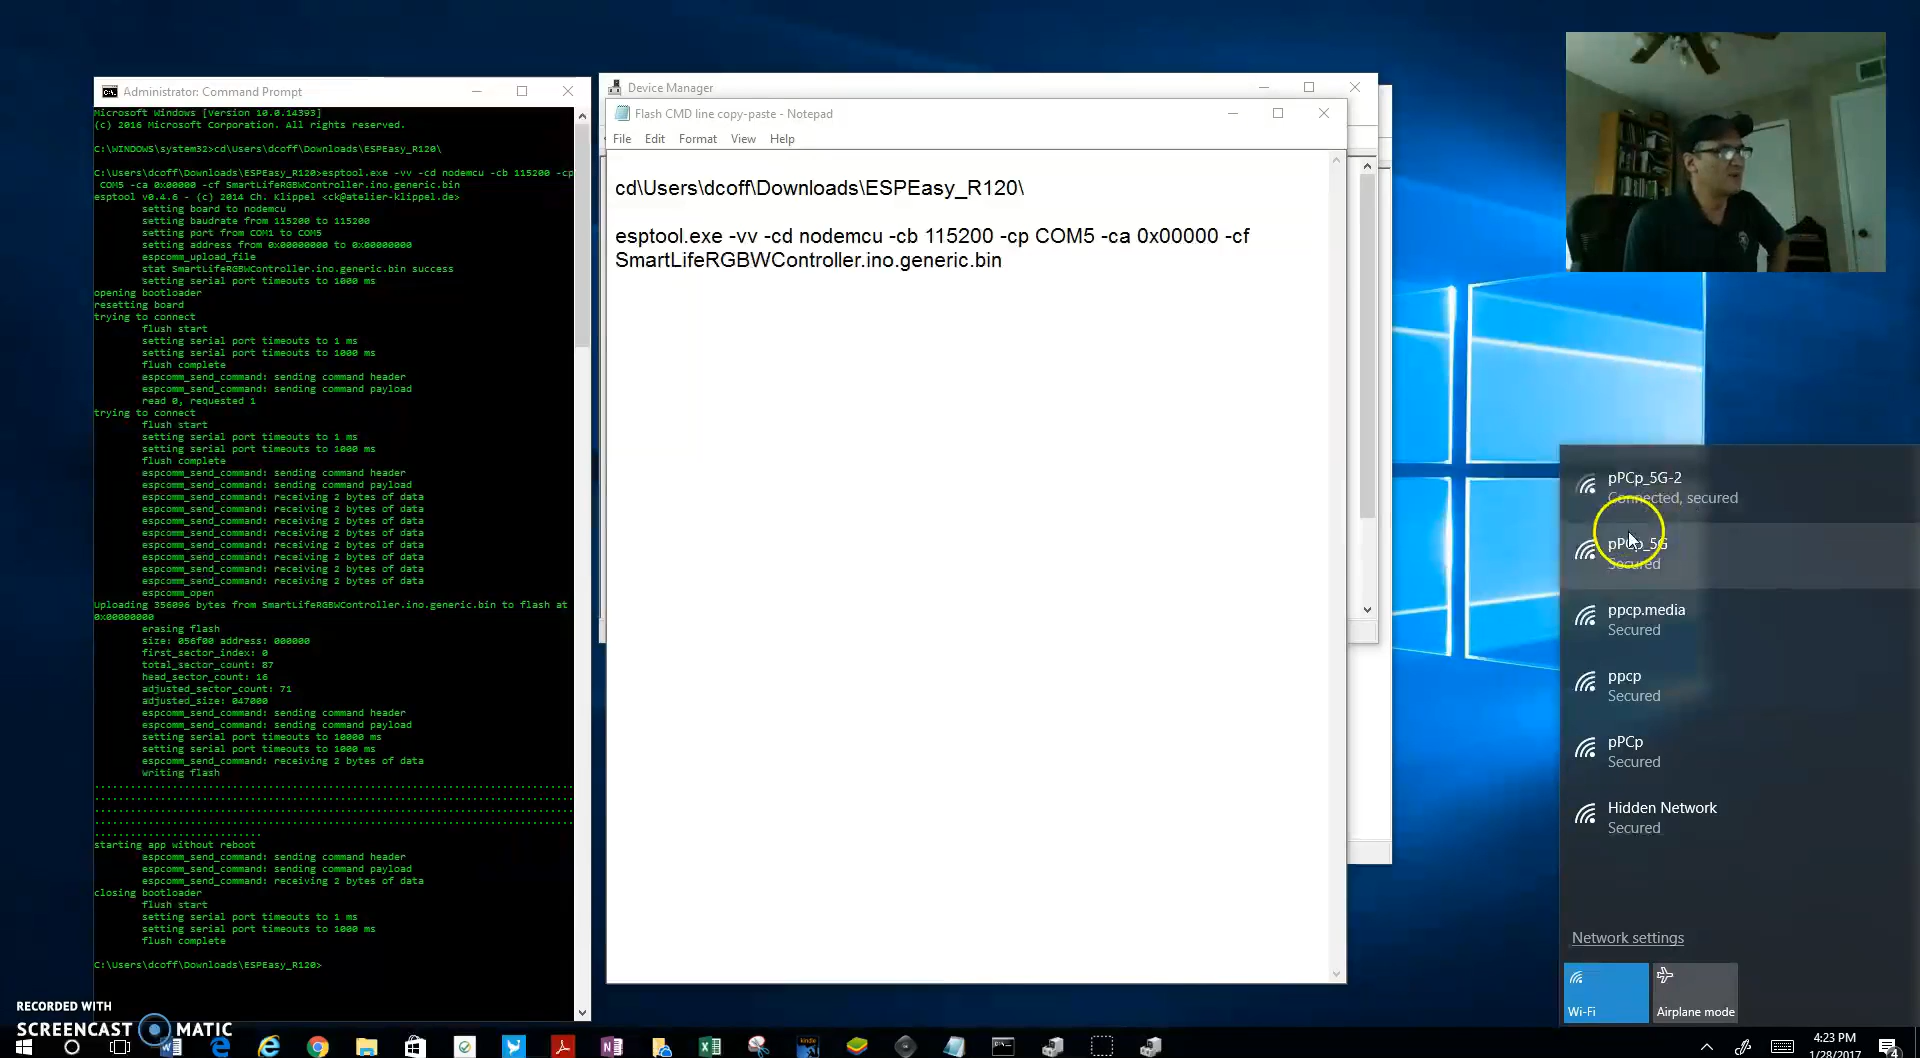 Administrator: Command Prompt
Microsoft Windows [Version 10.0.14393]
(c) 2016 Microsoft Corporation. All rights reserved.
C:\WINDOWS\system32>cd\Users\dcoff\Downloads\ESPEasy_R120\
C:\Users\dcoff\Downloads\ESPEasy_R120>esptool.exe -vv -cd nodemcu -cb 115200 -cp
COM5 -ca 0x00000 -cf SmartLifeRGBWController.ino.generic.bin
esptool v0.4.6 - (c) 2014 Ch. Klippel <ck@atelier-klippel.de>
setting board to nodemcu
setting baudrate from 115200 to 115200
setting port from COM1 to COM5
setting address from 0x00000000 to 0x00000000
espcomm_upload_file
stat SmartLifeRGBWController.ino.generic.bin success
setting serial port timeouts to 1000 ms
opening bootloader
resetting board
trying to connect
flush start
setting serial port timeouts to 1 ms
setting serial port timeouts to 1000 ms
flush complete
espcomm_send_command: sending command header
espcomm_send_command: sending command payload
read 0, requested 1
trying to connect
flush start
setting serial port timeouts to 1 ms
setting serial port timeouts to 1000 ms
flush complete
espcomm_send_command: sending command header
espcomm_send_command: sending command payload
espcomm_send_command: receiving 2 bytes of data
espcomm_send_command: receiving 2 bytes of data
espcomm_send_command: receiving 2 bytes of data
espcomm_send_command: receiving 2 bytes of data
espcomm_send_command: receiving 2 bytes of data
espcomm_send_command: receiving 2 bytes of data
espcomm_send_command: receiving 2 bytes of data
espcomm_send_command: receiving 2 bytes of data
espcomm_open
Uploading 356096 bytes from SmartLifeRGBWController.ino.generic.bin to flash at
0x00000000
erasing flash
size: 056f00 address: 000000
first_sector_index: 0
total_sector_count: 87
head_sector_count: 16
adjusted_sector_count: 71
adjusted_size: 047000
espcomm_send_command: sending command header
espcomm_send_command: sending command payload
setting serial port timeouts to 10000 ms
setting serial port timeouts to 1000 ms
espcomm_send_command: receiving 2 bytes of data
writing flash
starting app without reboot
espcomm_send_command: sending command header
espcomm_send_command: sending command payload
espcomm_send_command: receiving 2 bytes of data
closing bootloader
flush start
setting serial port timeouts to 1 ms
setting serial port timeouts to 1000 ms
flush complete
C:\Users\dcoff\Downloads\ESPEasy_R120>
Device Manager
Flash CMD line copy-paste - Notepad
File Edit Format View Help
cd\Users\dcoff\Downloads\ESPEasy_R120\
esptool.exe -vv -cd nodemcu -cb 115200 -cp COM5 -ca 0x00000 -cf
SmartLifeRGBWController.ino.generic.bin
pPCp_5G-2
Connected, secured
pPCp_5G
Secured
ppcp.media
Secured
ppcp
Secured
pPCp
Secured
Hidden Network
Secured
Network settings
Wi-Fi
Airplane mode
RECORDED WITH
SCREENCAST MATIC
kindle
4:23 PM
1/28/2017
4